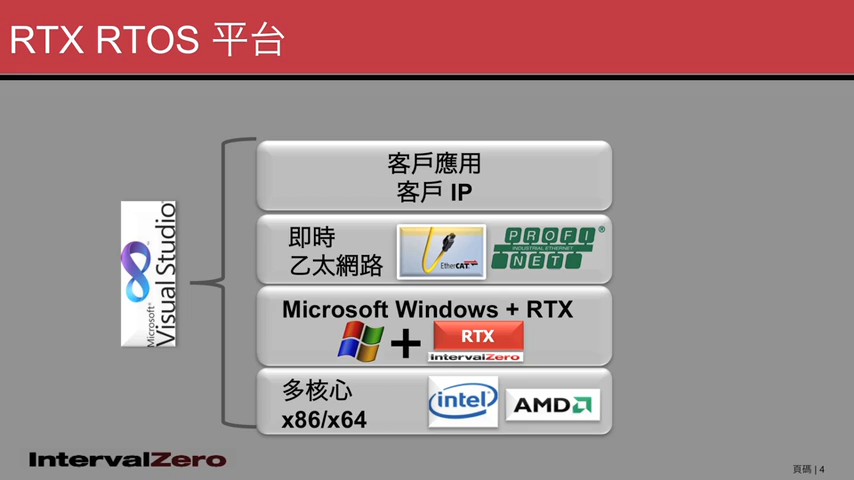 RTX RTOS 平台
客戶應用
客戶 IP
即時
乙太網路
EtherCAT
PROFI
INDUSTRIAL ETHERNET
NET
®
Microsoft Windows + RTX
+
RTX
IntervalZero
多核心
x86/x64
intel
AMD
Microsoft®
Visual Studio
IntervalZero
頁碼 | 4